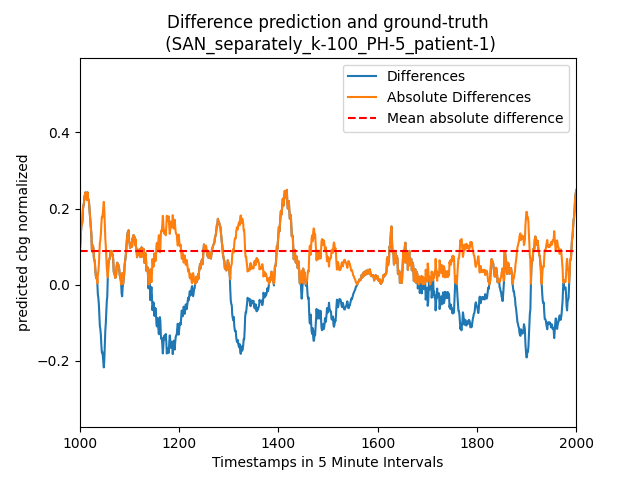 Difference prediction and ground-truth
(SAN_separately_k-100_PH-5_patient-1)
Differences
Absolute Differences
Mean absolute difference
predicted cbg normalized
0.4
0.2
0.0
−0.2
1000 1200 1400 1600 1800 2000
Timestamps in 5 Minute Intervals